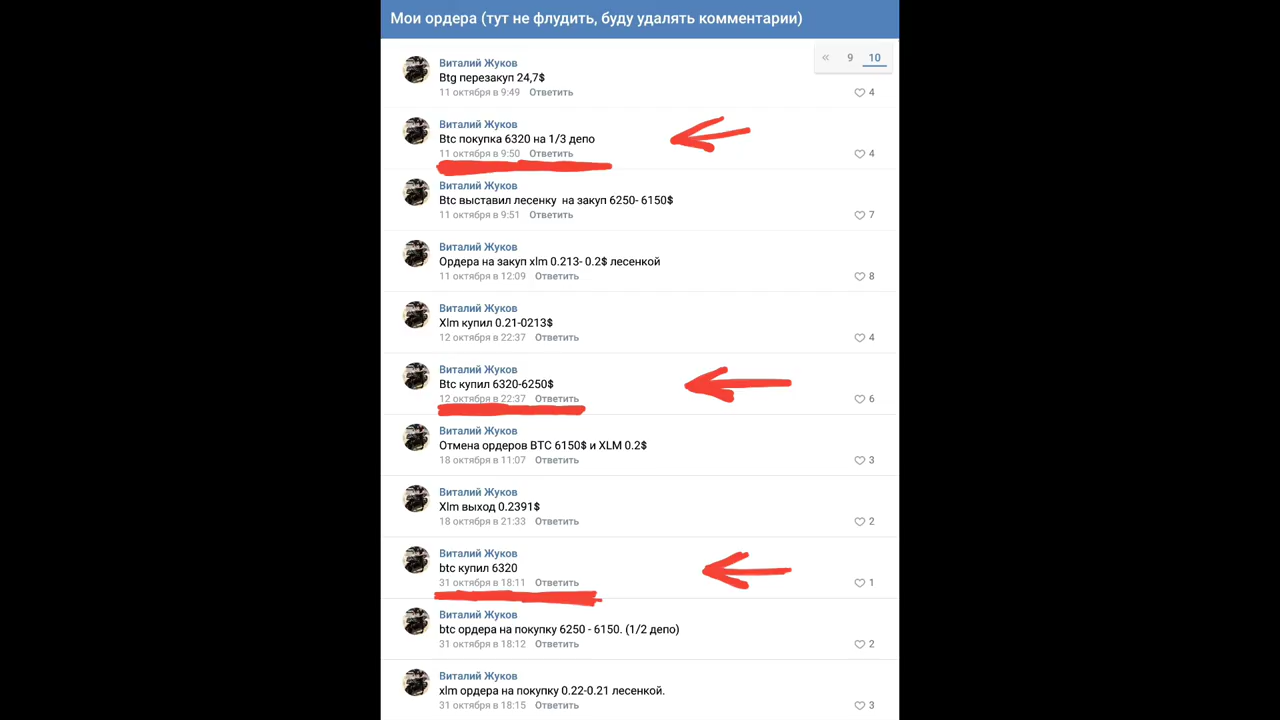 Мои ордера (тут не флудить, буду удалять комментарии)
« 9 10
Виталий Жуков
Btg перезакуп 24,7$
11 октября в 9:49 Ответить 4
Виталий Жуков
Btc покупка 6320 на 1/3 депо
11 октября в 9:50 Ответить 4
Виталий Жуков
Btc выставил лесенку на закуп 6250- 6150$
11 октября в 9:51 Ответить 7
Виталий Жуков
Ордера на закуп xlm 0.213- 0.2$ лесенкой
11 октября в 12:09 Ответить 8
Виталий Жуков
Xlm купил 0.21-0213$
12 октября в 22:37 Ответить 4
Виталий Жуков
Btc купил 6320-6250$
12 октября в 22:37 Ответить 6
Виталий Жуков
Отмена ордеров BTC 6150$ и XLM 0.2$
18 октября в 11:07 Ответить 3
Виталий Жуков
Xlm выход 0.2391$
18 октября в 21:33 Ответить 2
Виталий Жуков
btc купил 6320
31 октября в 18:11 Ответить 1
Виталий Жуков
btc ордера на покупку 6250 - 6150. (1/2 депо)
31 октября в 18:12 Ответить 2
Виталий Жуков
xlm ордера на покупку 0.22-0.21 лесенкой.
31 октября в 18:15 Ответить 3